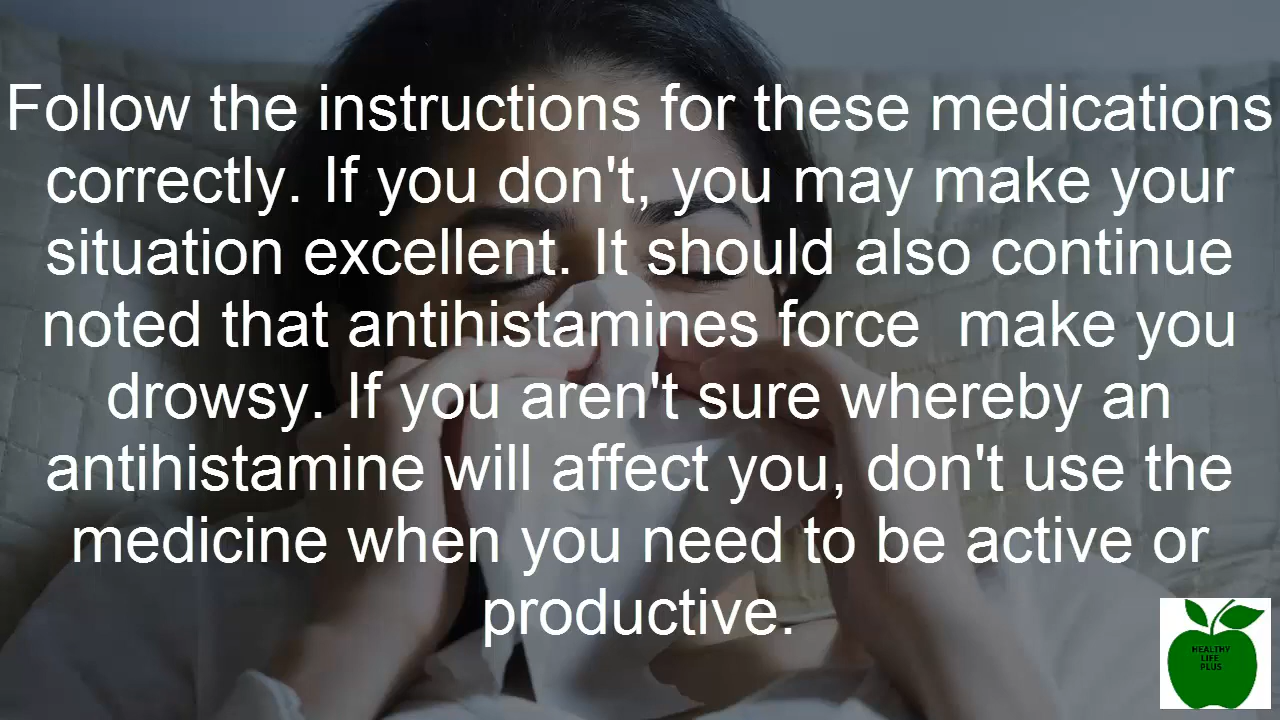 Follow the instructions for these medications
correctly. If you don't, you may make your
situation excellent. It should also continue
noted that antihistamines force  make you
drowsy. If you aren't sure whereby an
antihistamine will affect you, don't use the
medicine when you need to be active or
productive.
HEALTHY
LIFE
PLUS